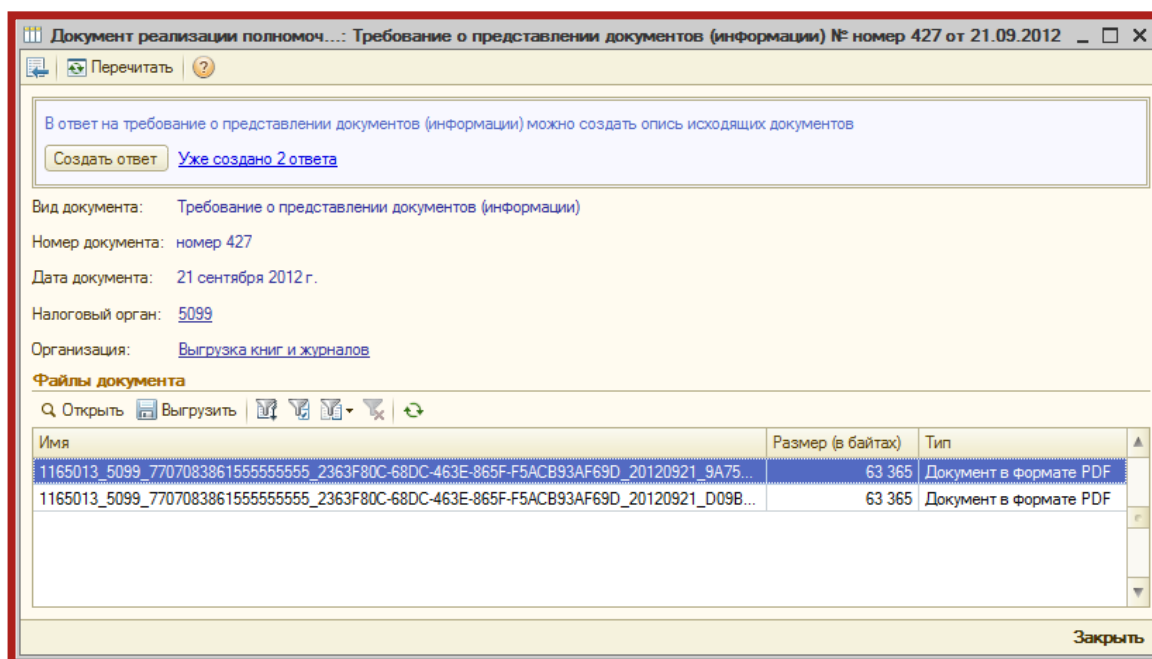 Документ реализации полномоч...: Требование о представлении документов (информации) № номер 427 от 21.09.2012
Перечитать
В ответ на требование о представлении документов (информации) можно создать опись исходящих документов
Создать ответ Уже создано 2 ответа
Вид документа: Требование о представлении документов (информации)
Номер документа: номер 427
Дата документа: 21 сентября 2012 г.
Налоговый орган: 5099
Организация: Выгрузка книг и журналов
Файлы документа
Открыть Выгрузить
Имя Размер (в байтах) Тип
1165013_5099_7707083861555555555_2363F80C-68DC-463E-865F-F5ACB93AF69D_20120921_9A75... 63 365 Документ в формате PDF
1165013_5099_7707083861555555555_2363F80C-68DC-463E-865F-F5ACB93AF69D_20120921_D09B... 63 365 Документ в формате PDF
Закрыть